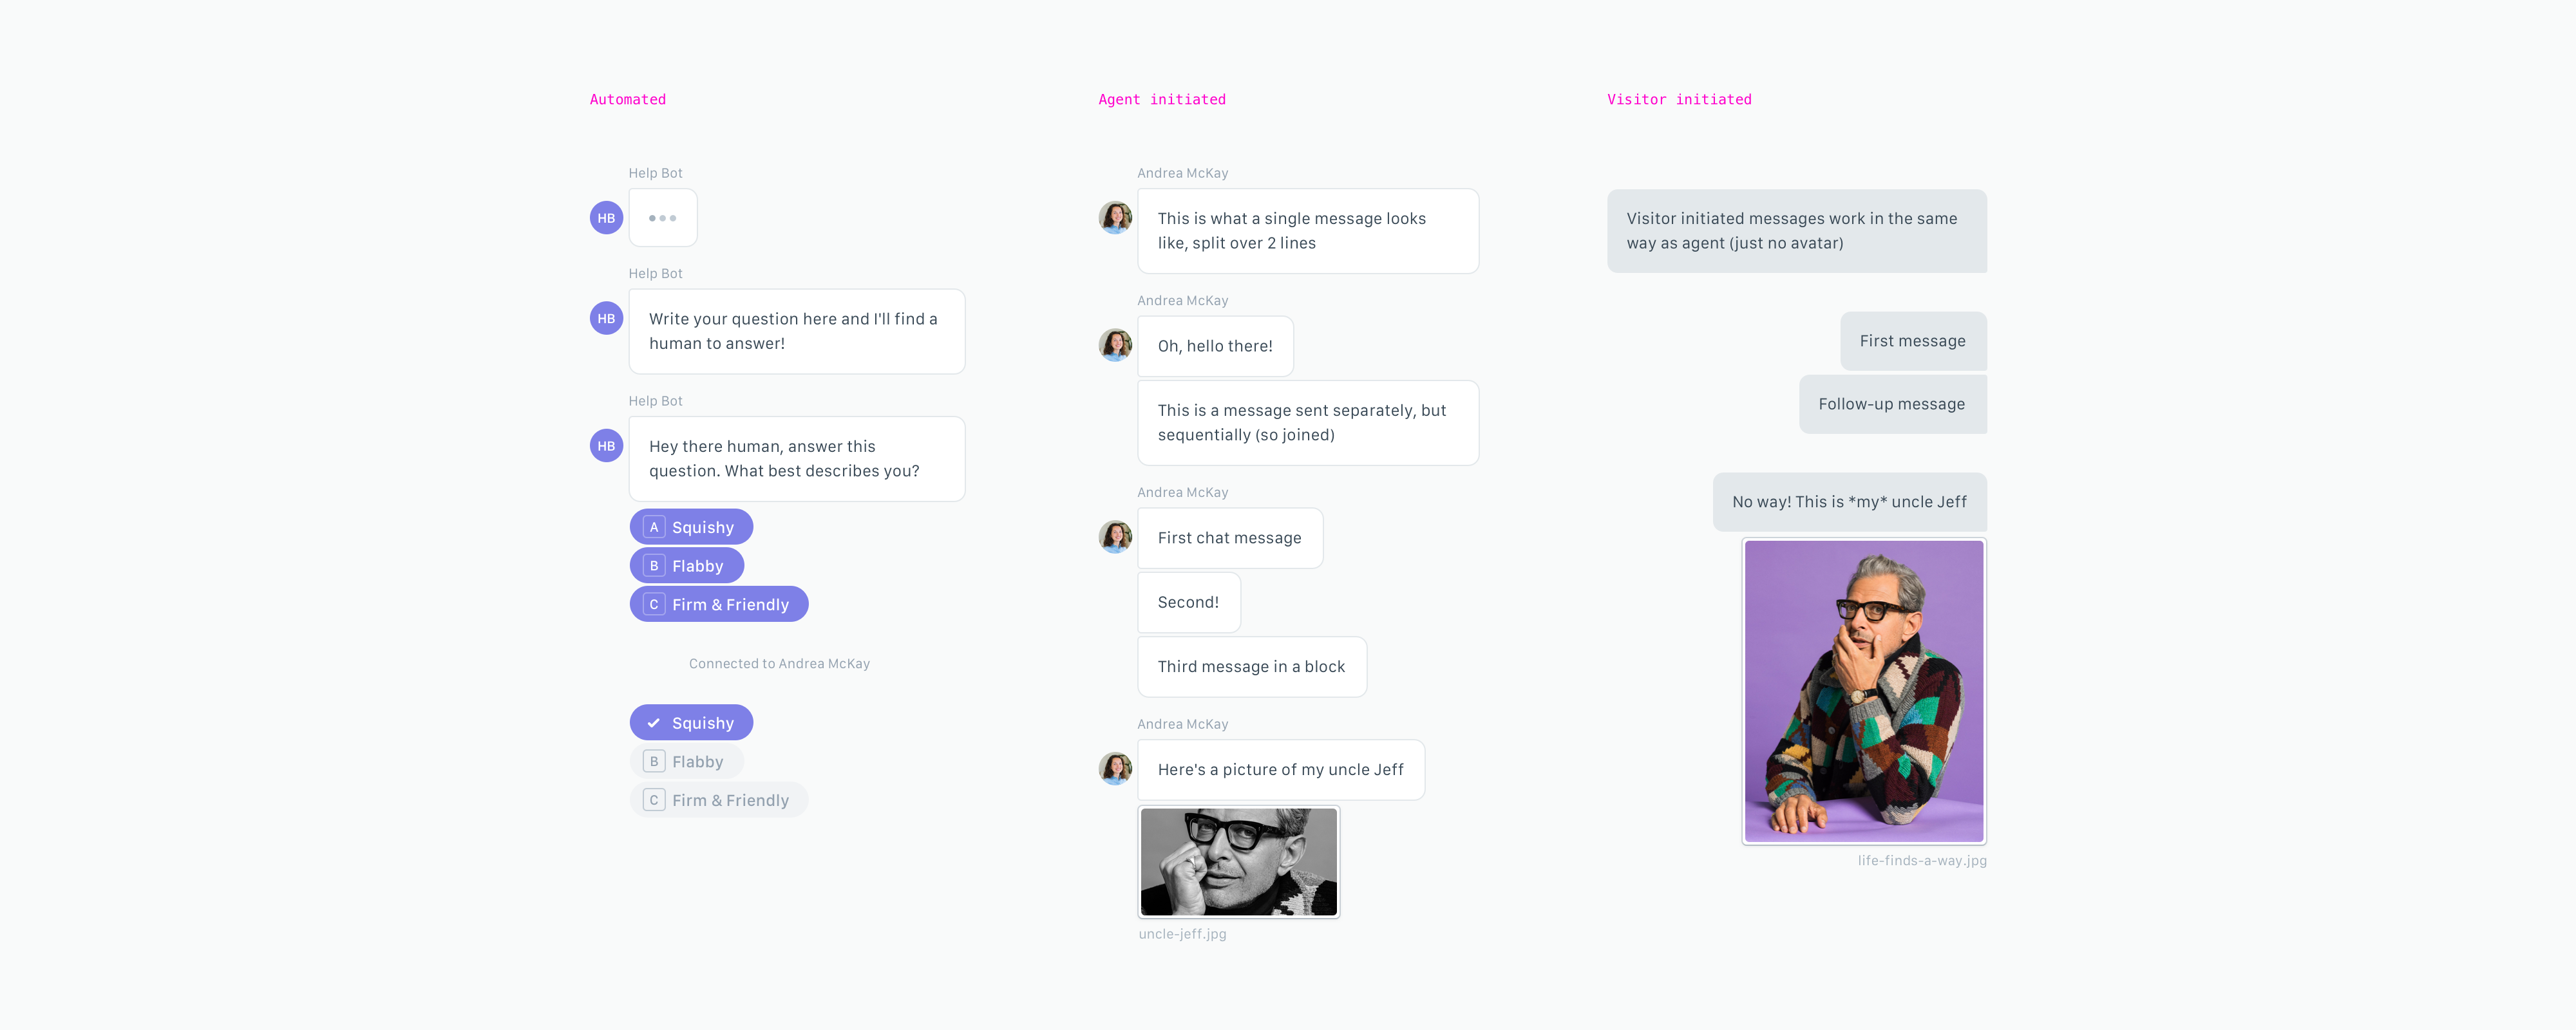 Automated
Help Bot
HB
Help Bot
HB
Write your question here and I'll find a
human to answer!
Help Bot
HB
Hey there human, answer this
question. What best describes you?
A Squishy
B Flabby
C Firm & Friendly
Connected to Andrea McKay
Squishy
B Flabby
C Firm & Friendly
Agent initiated
Andrea McKay
This is what a single message looks
like, split over 2 lines
Andrea McKay
Oh, hello there!
This is a message sent separately, but
sequentially (so joined)
Andrea McKay
First chat message
Second!
Third message in a block
Andrea McKay
Here's a picture of my uncle Jeff
uncle-jeff.jpg
Visitor initiated
Visitor initiated messages work in the same
way as agent (just no avatar)
First message
Follow-up message
No way! This is *my* uncle Jeff
life-finds-a-way.jpg